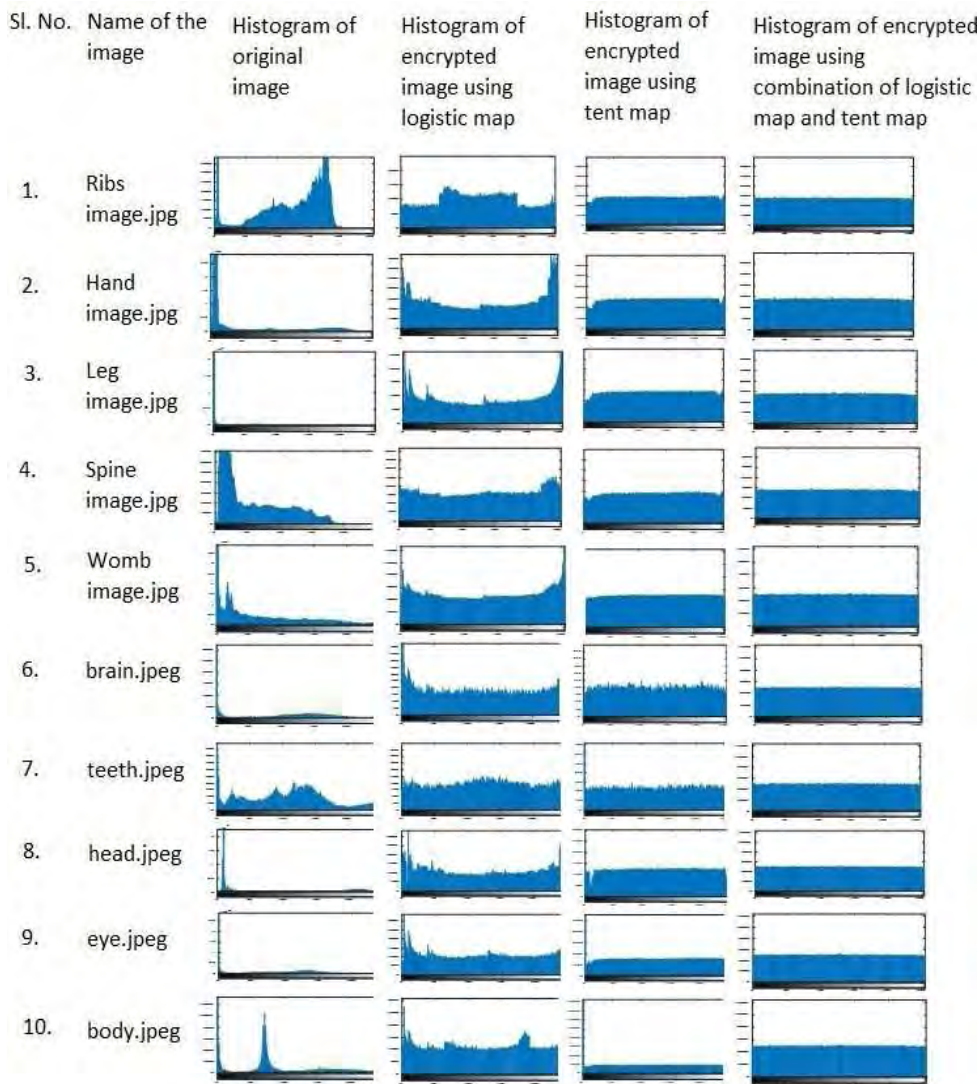 Sl. No.
Name of the
image
Histogram of
original
image
Histogram of
encrypted
image using
logistic map
Histogram of
encrypted
image using
tent map
Histogram of encrypted
image using
combination of logistic
map and tent map
1.
Ribs
image.jpg
2.
Hand
image.jpg
3.
Leg
image.jpg
4.
Spine
image.jpg
5.
Womb
image.jpg
6.
brain.jpeg
7.
teeth.jpeg
8.
head.jpeg
9.
eye.jpeg
10.
body.jpeg